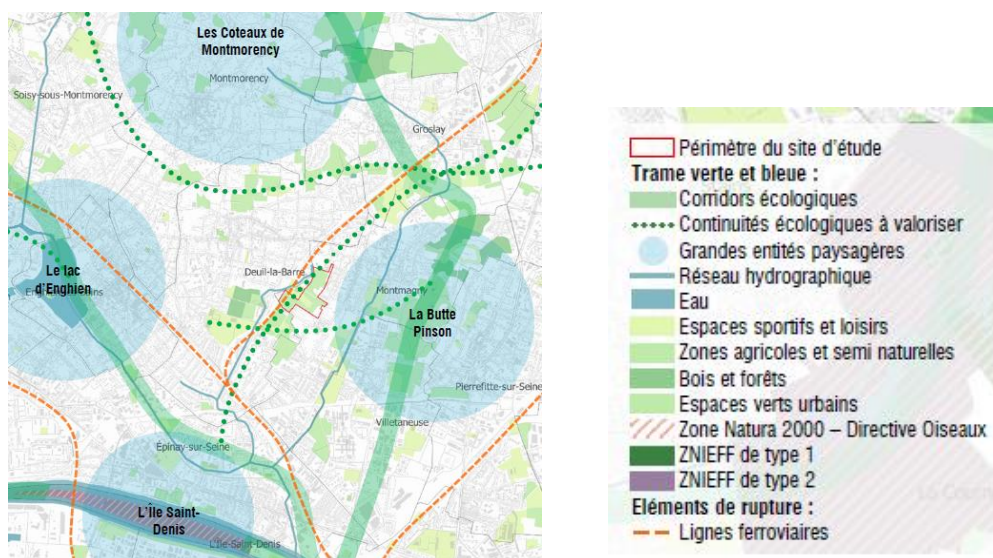 Les Coteaux de
Montmorency
Montmorency
Soisy-sous-Montmorency
Groslay
Deuil-la-Barre
Le lac
d'Enghien
Montmagny
La Butte
Pinson
Pierrefitte-sur-Seine
Villetaneuse
Épinay-sur-Seine
L'Île Saint-
Denis
L'Île-Saint-Denis
Périmètre du site d'étude
Trame verte et bleue :
Corridors écologiques
Continuités écologiques à valoriser
Grandes entités paysagères
Réseau hydrographique
Eau
Espaces sportifs et loisirs
Zones agricoles et semi naturelles
Bois et forêts
Espaces verts urbains
Zone Natura 2000 – Directive Oiseaux
ZNIEFF de type 1
ZNIEFF de type 2
Eléments de rupture :
Lignes ferroviaires